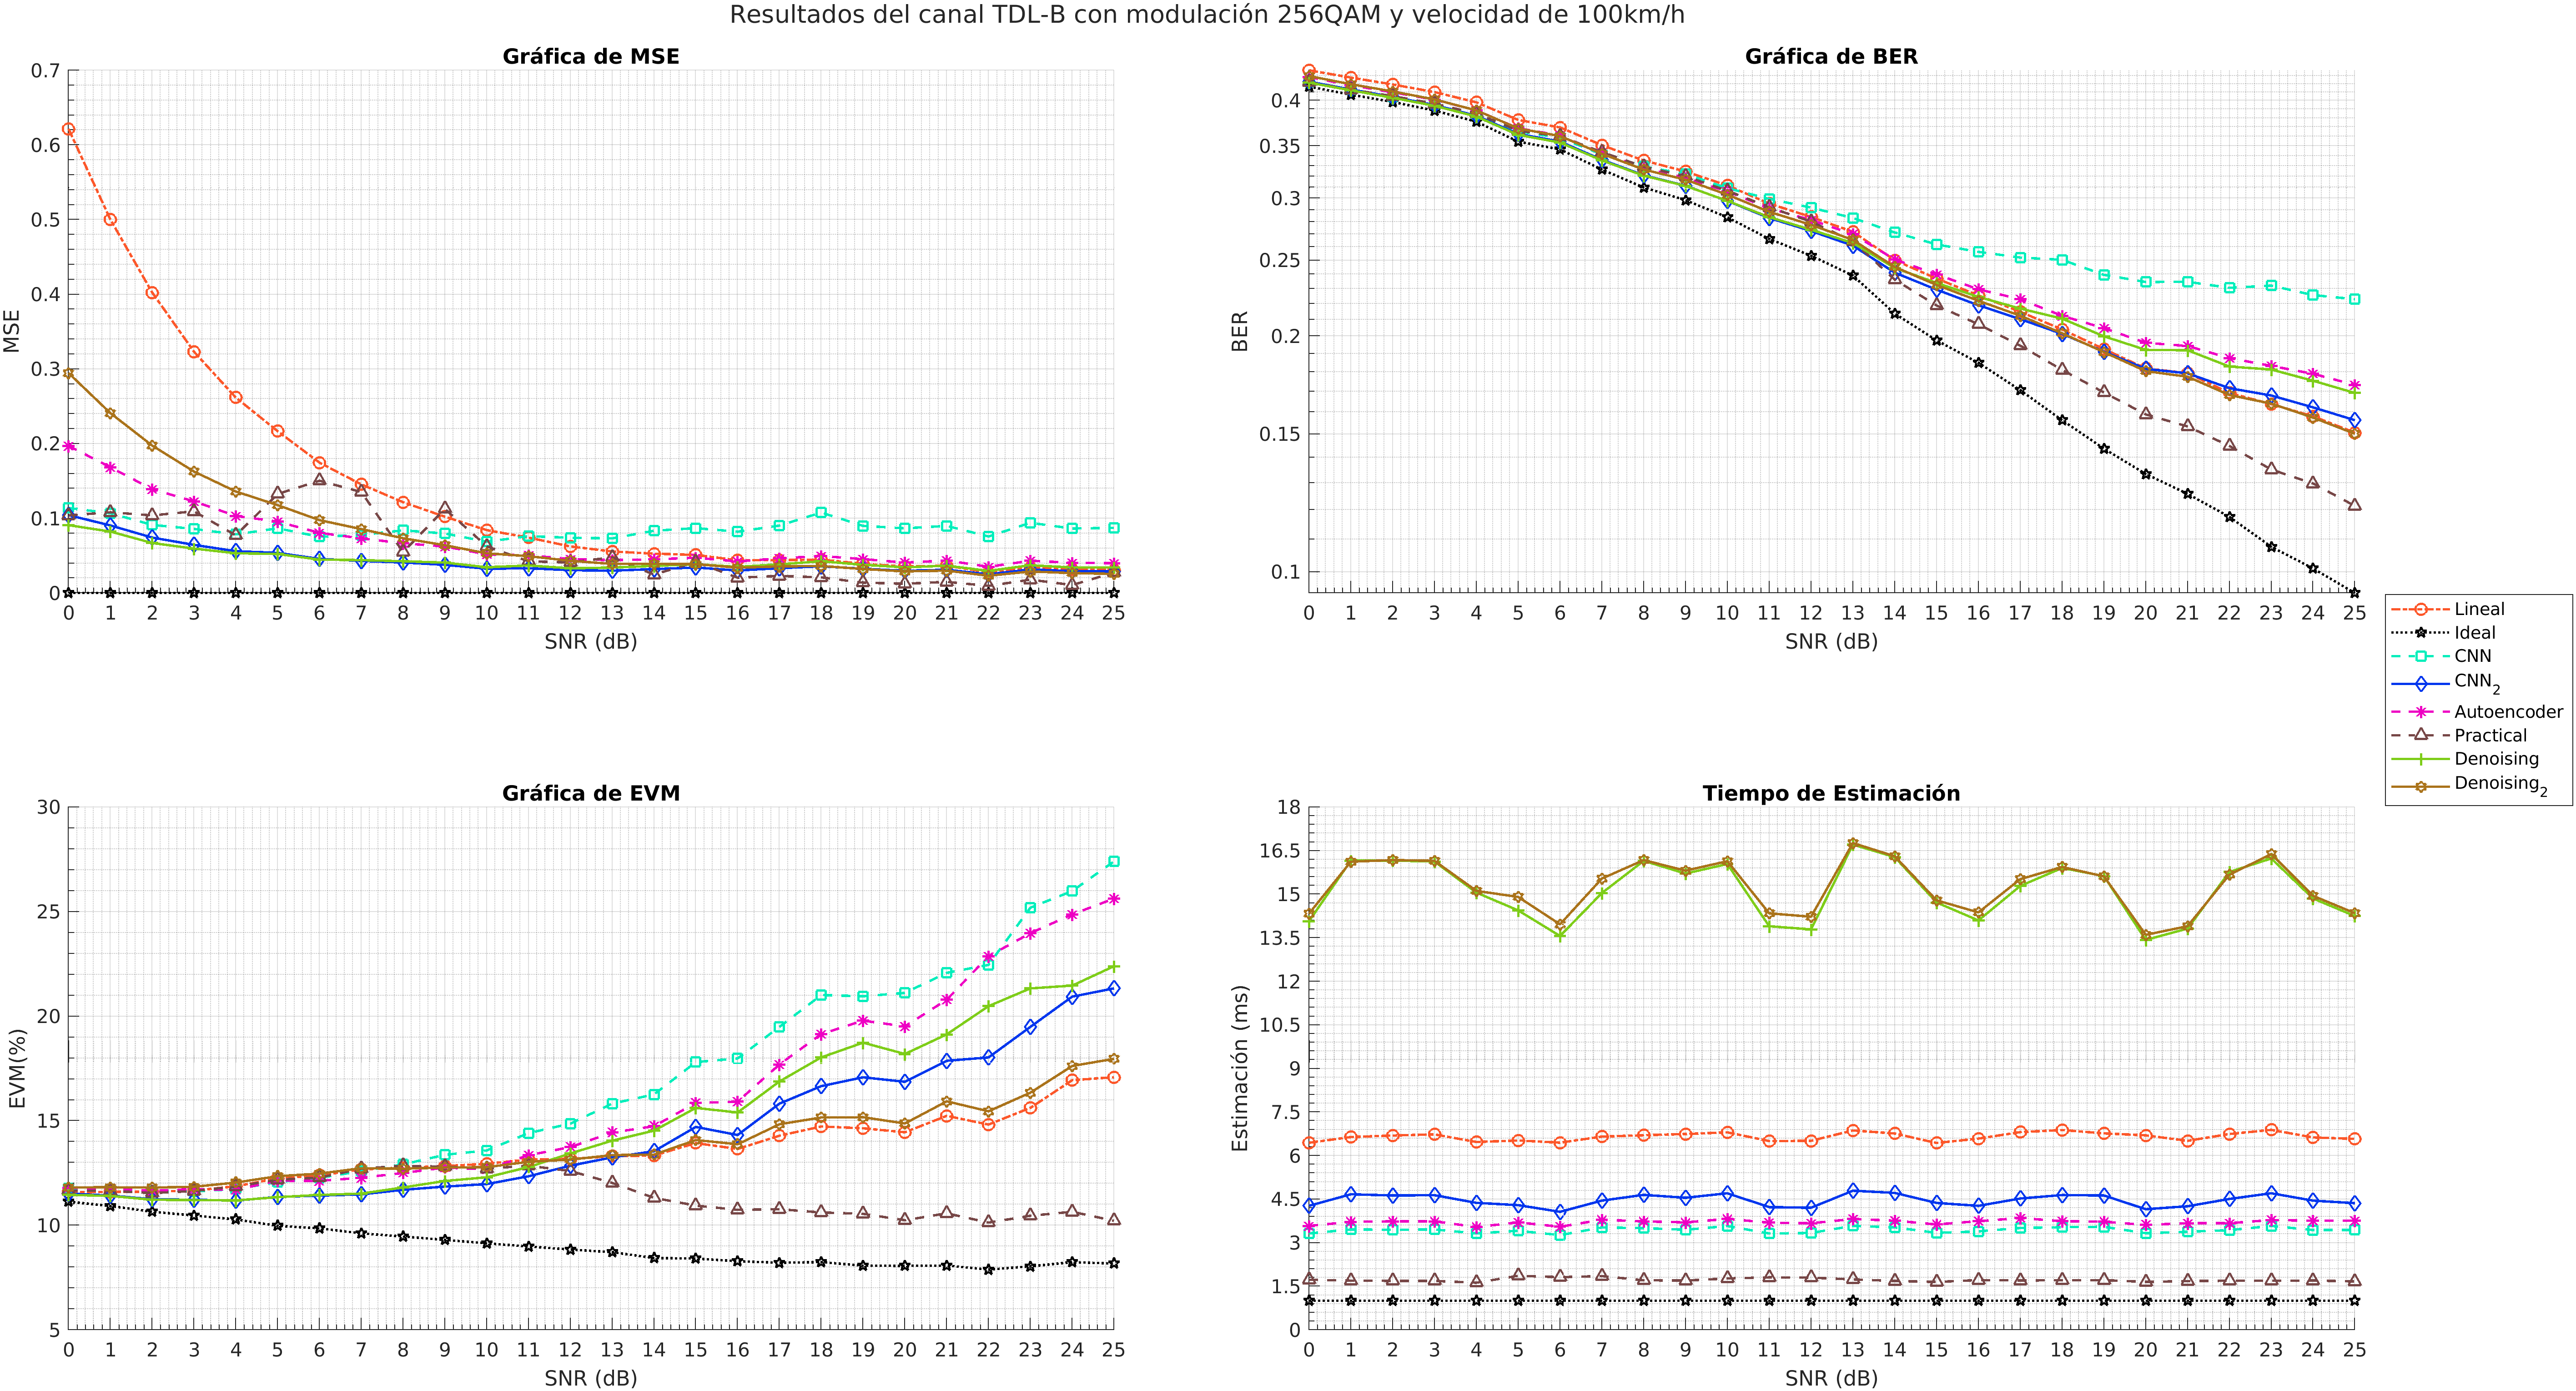 Resultados del canal TDL-B con modulación 256QAM y velocidad de 100km/h
Gráfica de MSE
0.7
0.6
0.5
0.4
0.3
0.2
0.1
0
MSE
0 1 2 3 4 5 6 7 8 9 10 11 12 13 14 15 16 17 18 19 20 21 22 23 24 25
SNR (dB)
Gráfica de BER
0.4
0.35
0.3
0.25
0.2
0.15
0.1
BER
0 1 2 3 4 5 6 7 8 9 10 11 12 13 14 15 16 17 18 19 20 21 22 23 24 25
SNR (dB)
Lineal
Ideal
CNN
CNN2
Autoencoder
Practical
Denoising
Denoising2
Gráfica de EVM
30
25
20
15
10
5
EVM(%)
0 1 2 3 4 5 6 7 8 9 10 11 12 13 14 15 16 17 18 19 20 21 22 23 24 25
SNR (dB)
Tiempo de Estimación
18
16.5
15
13.5
12
10.5
9
7.5
6
4.5
3
1.5
0
Estimación (ms)
0 1 2 3 4 5 6 7 8 9 10 11 12 13 14 15 16 17 18 19 20 21 22 23 24 25
SNR (dB)